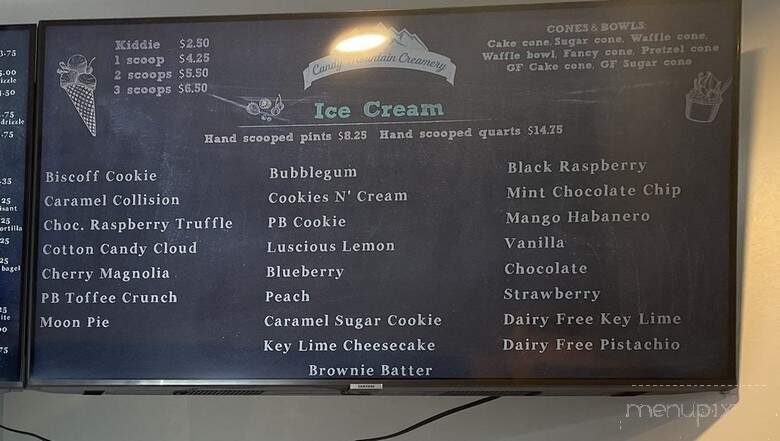 Kiddie $2.50
1 scoop $4.25
2 scoops $5.50
3 scoops $6.50
Candy Mountain Creamery
CONES & BOWLS:
Cake cone, Sugar cone, Waffle cone,
Waffle bowl, Fancy cone, Pretzel cone
GF Cake cone, GF Sugar cone
Ice Cream
Hand scooped pints $8.25 Hand scooped quarts $14.75
Biscoff Cookie
Caramel Collision
Choc. Raspberry Truffle
Cotton Candy Cloud
Cherry Magnolia
PB Toffee Crunch
Moon Pie
Bubblegum
Cookies N' Cream
PB Cookie
Luscious Lemon
Blueberry
Peach
Caramel Sugar Cookie
Key Lime Cheesecake
Brownie Batter
Black Raspberry
Mint Chocolate Chip
Mango Habanero
Vanilla
Chocolate
Strawberry
Dairy Free Key Lime
Dairy Free Pistachio
SAMSUNG
menupix